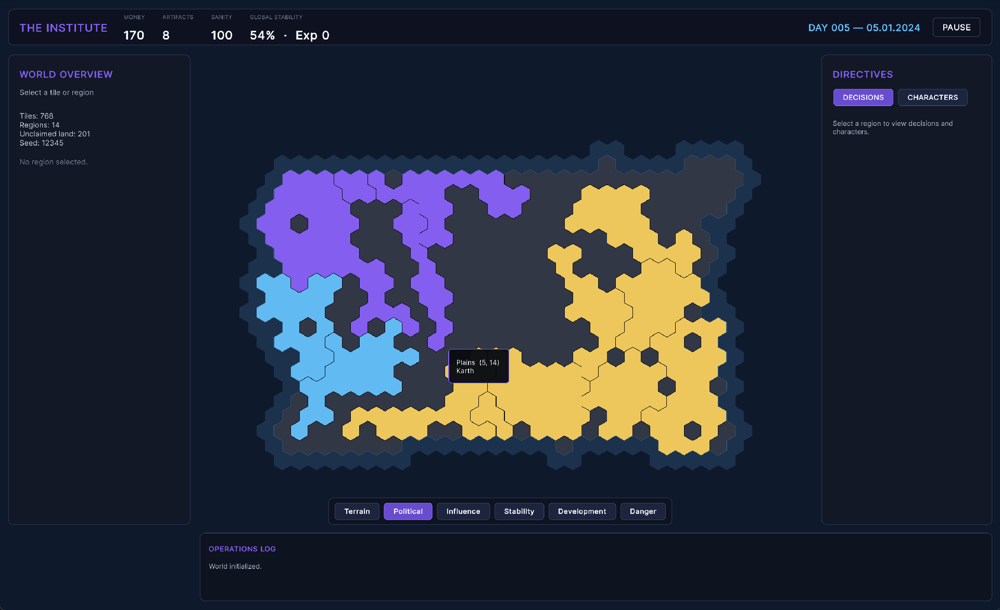 THE INSTITUTE
MONEY
170
ARTIFACTS
8
SANITY
100
GLOBAL STABILITY
54% · Exp 0
DAY 005 — 05.01.2024
PAUSE
WORLD OVERVIEW
Select a tile or region
Tiles: 768
Regions: 14
Unclaimed land: 201
Seed: 12345
No region selected.
Plains (5, 14)
Karth
DIRECTIVES
DECISIONS
CHARACTERS
Select a region to view decisions and
characters.
Terrain
Political
Influence
Stability
Development
Danger
OPERATIONS LOG
World initialized.